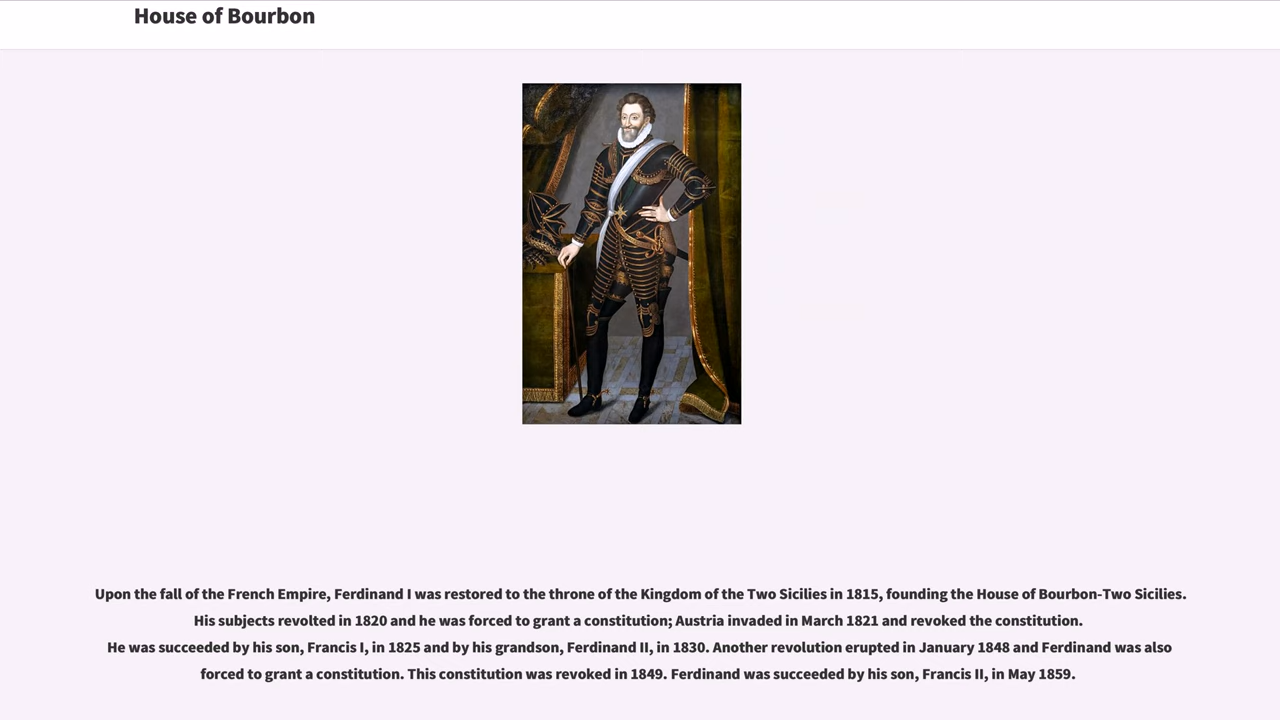 House of Bourbon
Upon the fall of the French Empire, Ferdinand I was restored to the throne of the Kingdom of the Two Sicilies in 1815, founding the House of Bourbon-Two Sicilies.
His subjects revolted in 1820 and he was forced to grant a constitution; Austria invaded in March 1821 and revoked the constitution.
He was succeeded by his son, Francis I, in 1825 and by his grandson, Ferdinand II, in 1830. Another revolution erupted in January 1848 and Ferdinand was also
forced to grant a constitution. This constitution was revoked in 1849. Ferdinand was succeeded by his son, Francis II, in May 1859.